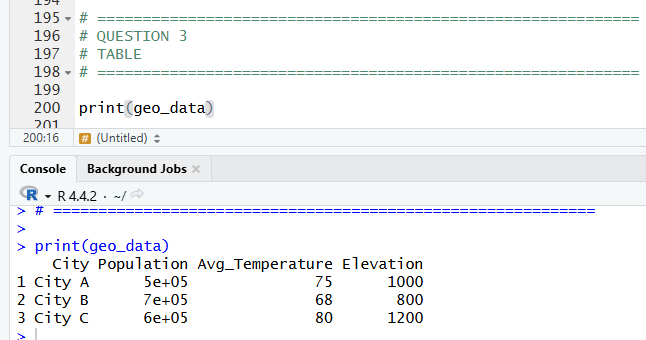 194
195 # ============================================================
196 # QUESTION 3
197 # TABLE
198 # ============================================================
199
200 print(geo_data)
201
200:16 # (Untitled)
Console Background Jobs
R R 4.4.2 · ~/
> # ============================================================
>
> print(geo_data)
City Population Avg_Temperature Elevation
1 City A 5e+05 75 1000
2 City B 7e+05 68 800
3 City C 6e+05 80 1200
>